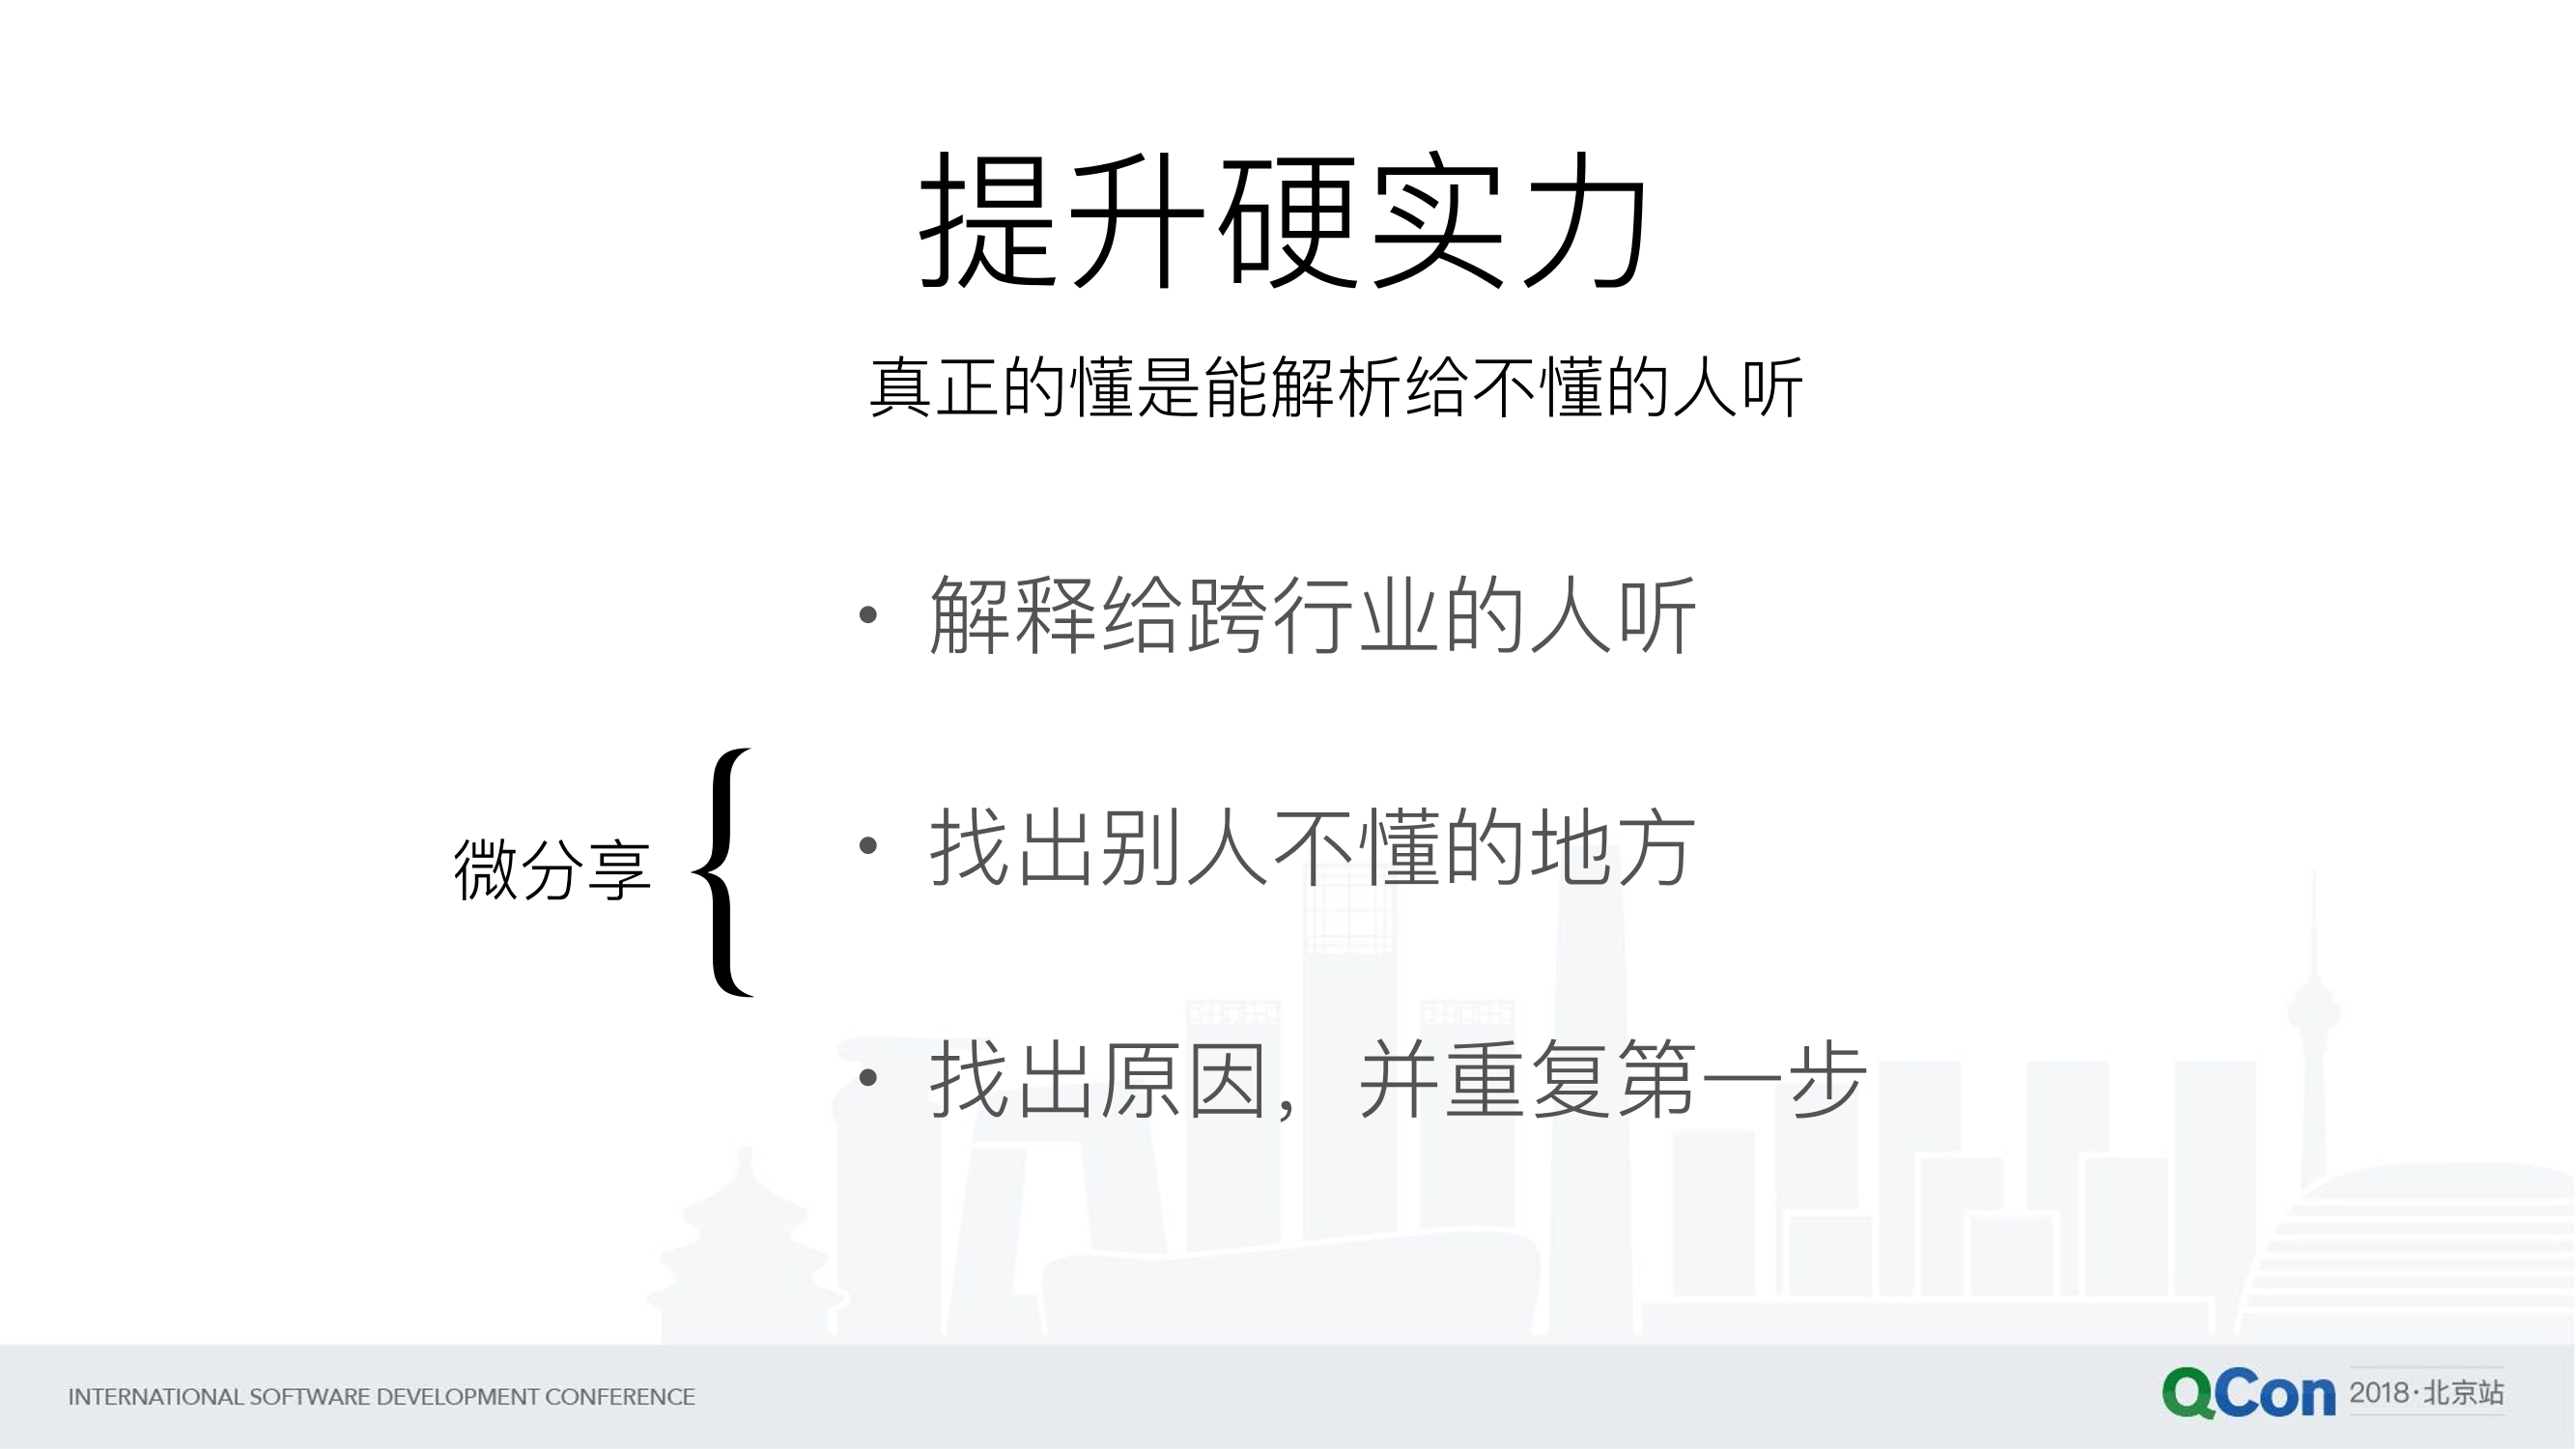 提升硬实力
真正的懂是能解析给不懂的人听
• 解释给跨行业的人听
• 找出别人不懂的地方
微分享 {
• 找出原因，并重复第一步
INTERNATIONAL SOFTWARE DEVELOPMENT CONFERENCE
QCon 2018·北京站